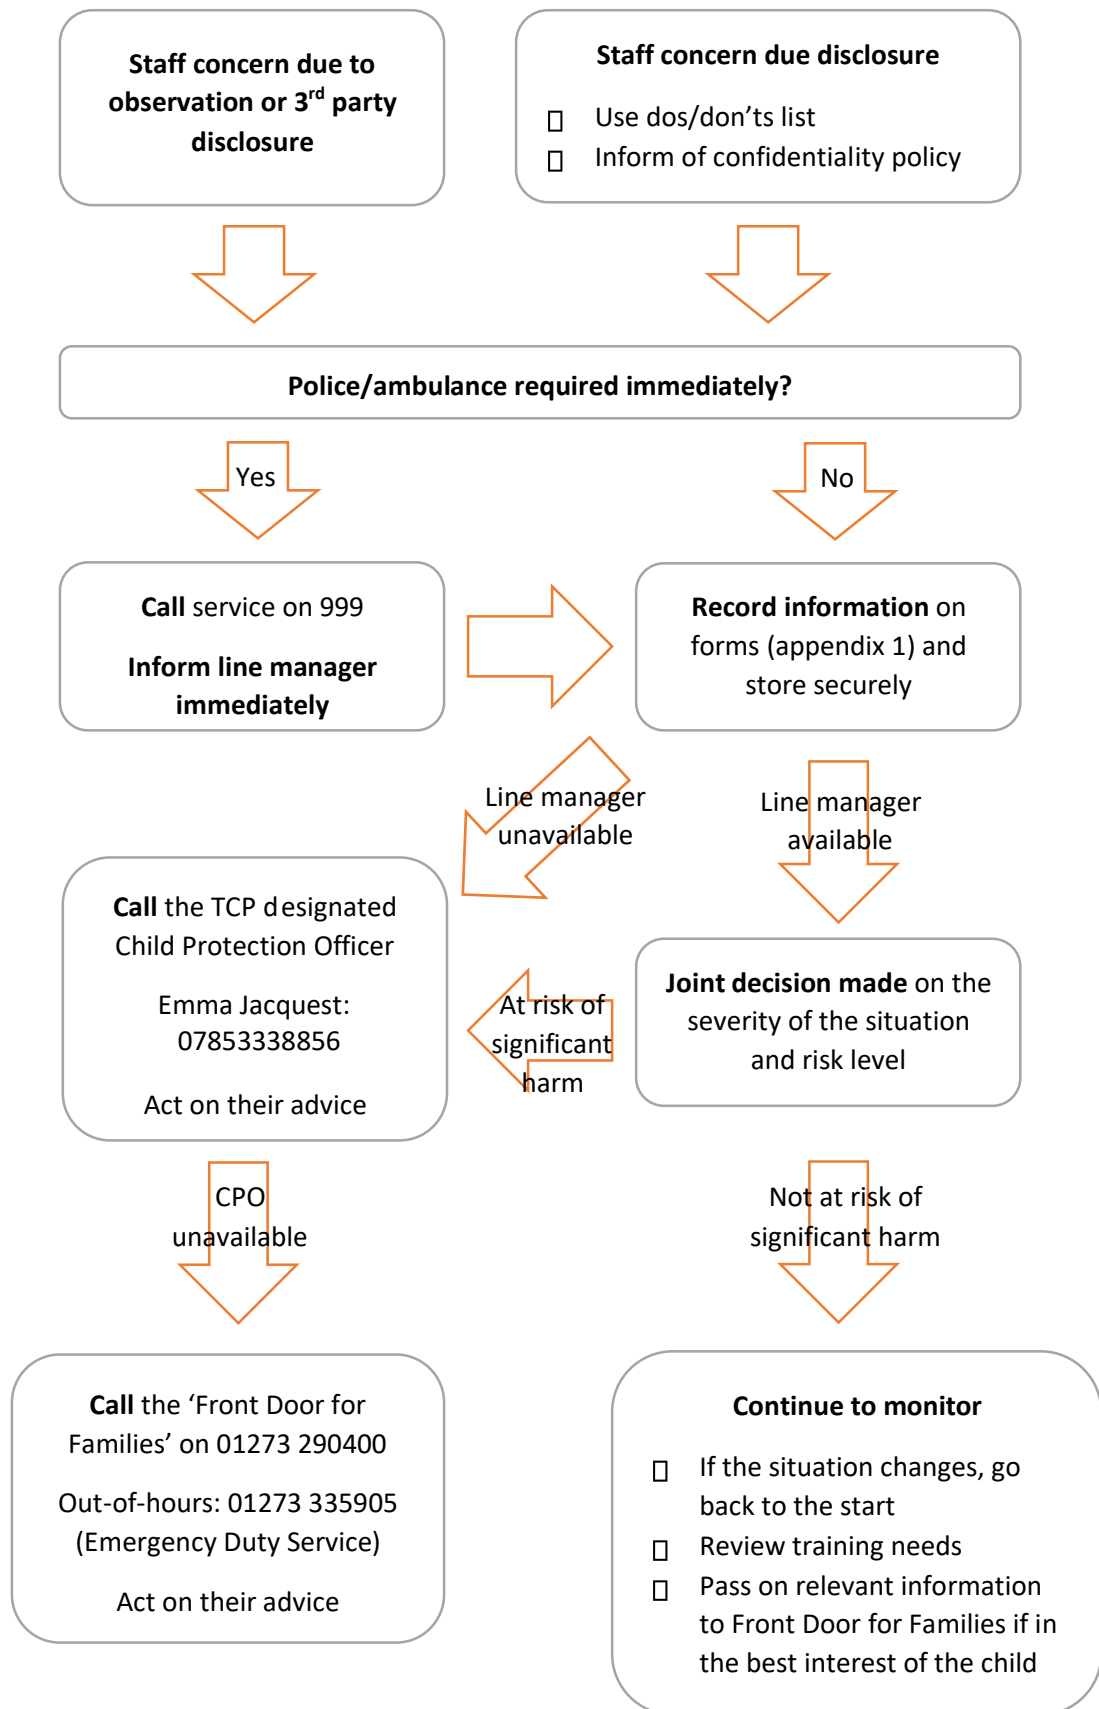 Staff concern due to
observation or 3rd party
disclosure
Staff concern due disclosure
Use dos/don'ts list
Inform of confidentiality policy
Police/ambulance required immediately?
Yes
No
Call service on 999
Inform line manager
immediately
Record information on
forms (appendix 1) and
store securely
Line manager
unavailable
Line manager
available
Call the TCP designated
Child Protection Officer
Emma Jacquest:
07853338856
Act on their advice
At risk of
significant
harm
Joint decision made on the
severity of the situation
and risk level
CPO
unavailable
Not at risk of
significant harm
Call the ‘Front Door for
Families’ on 01273 290400
Out-of-hours: 01273 335905
(Emergency Duty Service)
Act on their advice
Continue to monitor
If the situation changes, go
back to the start
Review training needs
Pass on relevant information
to Front Door for Families if in
the best interest of the child